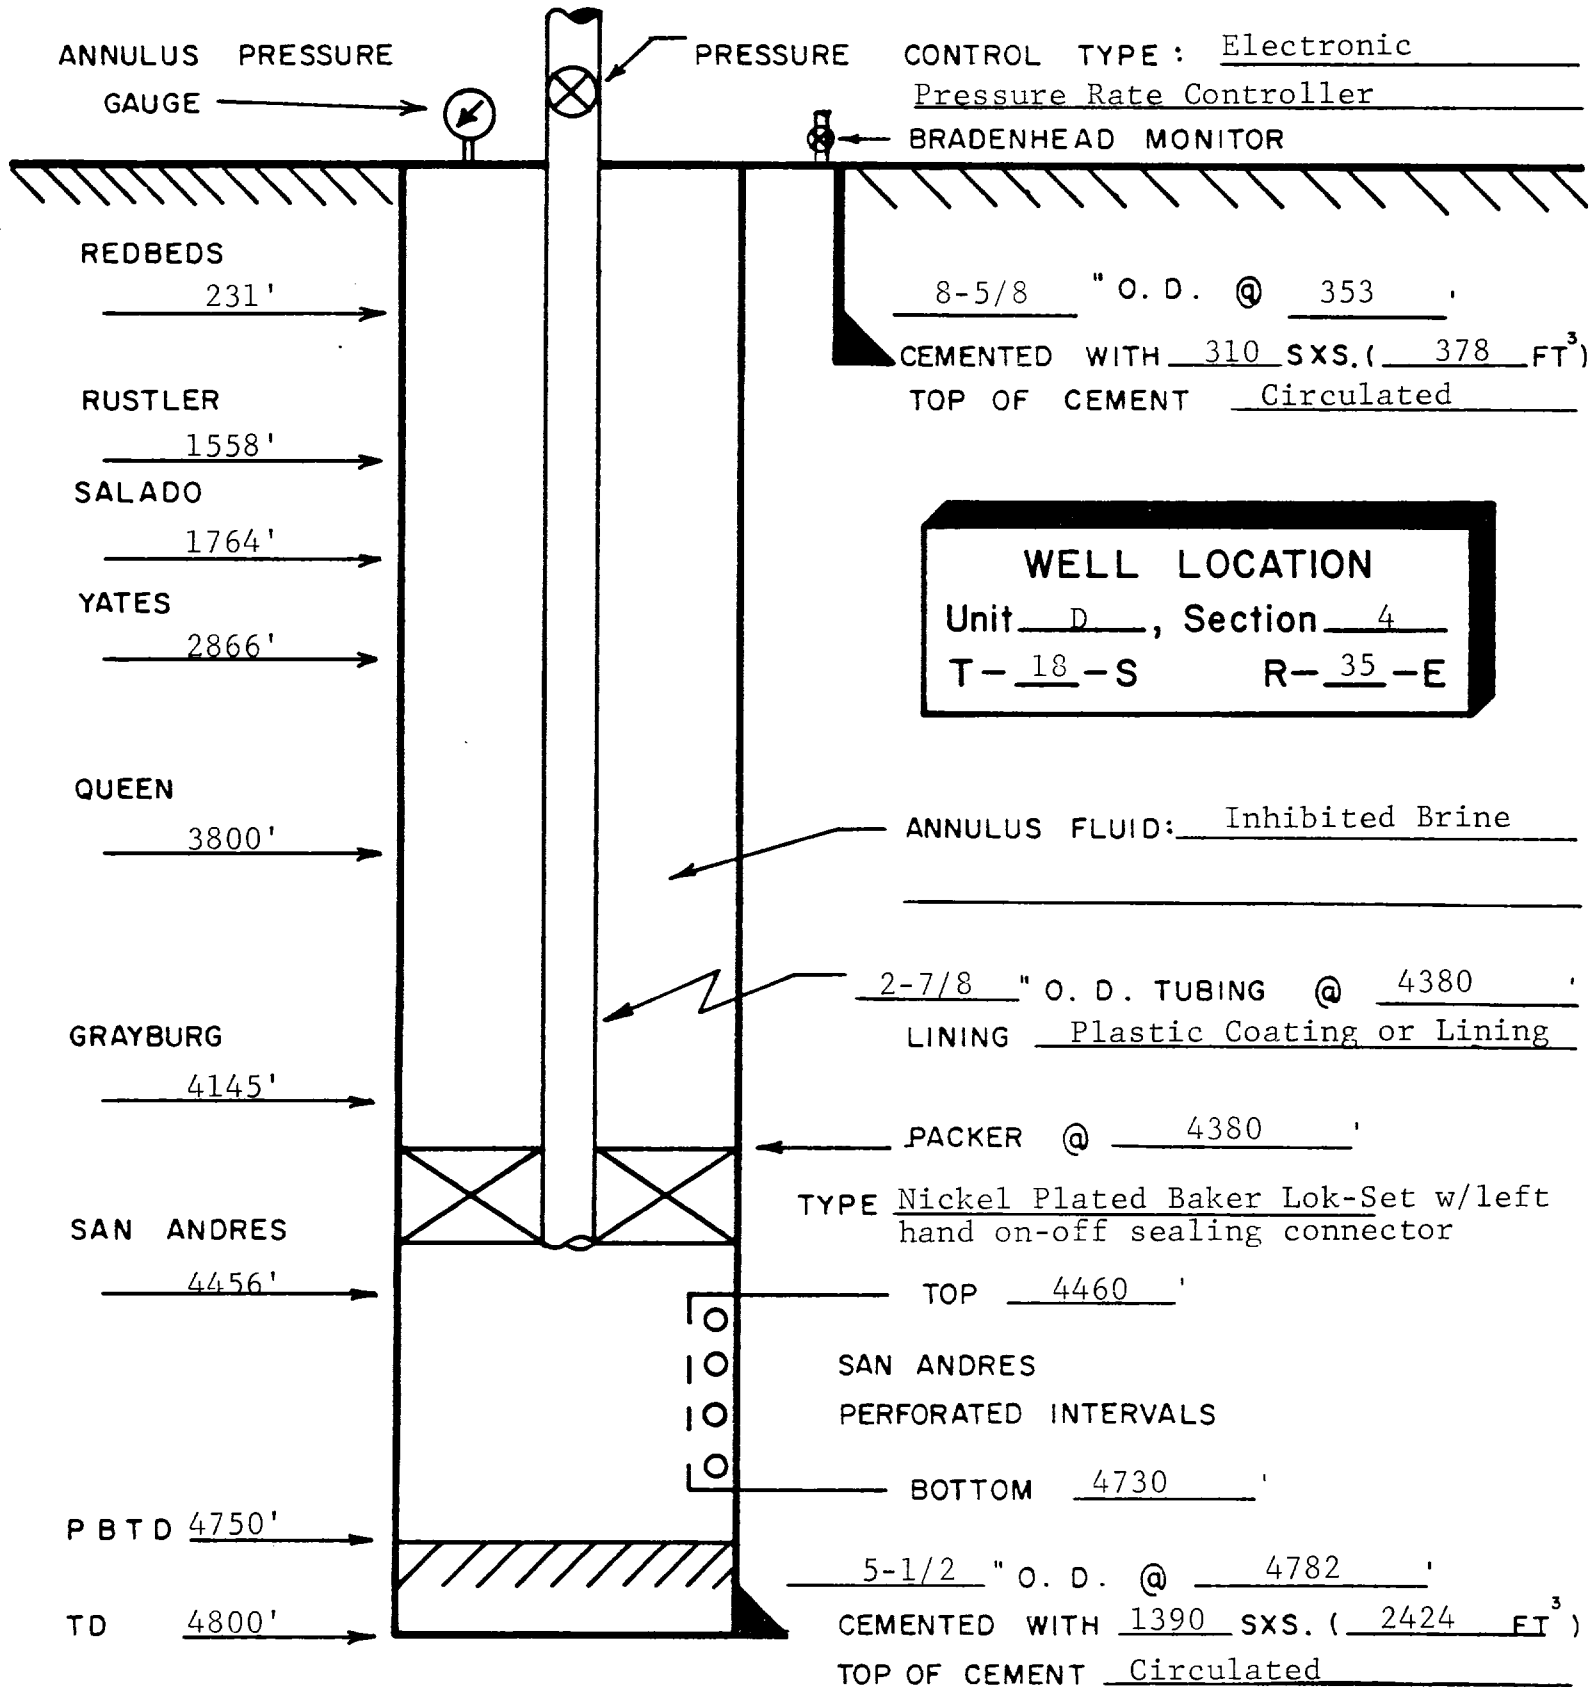 ANNULUS PRESSURE
GAUGE
PRESSURE CONTROL TYPE: Electronic
Pressure Rate Controller
BRADENHEAD MONITOR
REDBEDS
231'
8-5/8 " O. D. @ 353 '
CEMENTED WITH 310 SXS. ( 378 FT³)
TOP OF CEMENT Circulated
RUSTLER
1558'
SALADO
1764'
YATES
2866'
WELL LOCATION
Unit D, Section 4
T-18-S R-35-E
QUEEN
3800'
ANNULUS FLUID: Inhibited Brine
2-7/8 " O. D. TUBING @ 4380 '
LINING Plastic Coating or Lining
GRAYBURG
4145'
PACKER @ 4380 '
TYPE Nickel Plated Baker Lok-Set w/left
hand on-off sealing connector
SAN ANDRES
4456'
TOP 4460 '
SAN ANDRES
PERFORATED INTERVALS
BOTTOM 4730 '
PBTD 4750'
5-1/2 " O. D. @ 4782 '
TD 4800'
CEMENTED WITH 1390 SXS. ( 2424 FT³)
TOP OF CEMENT Circulated